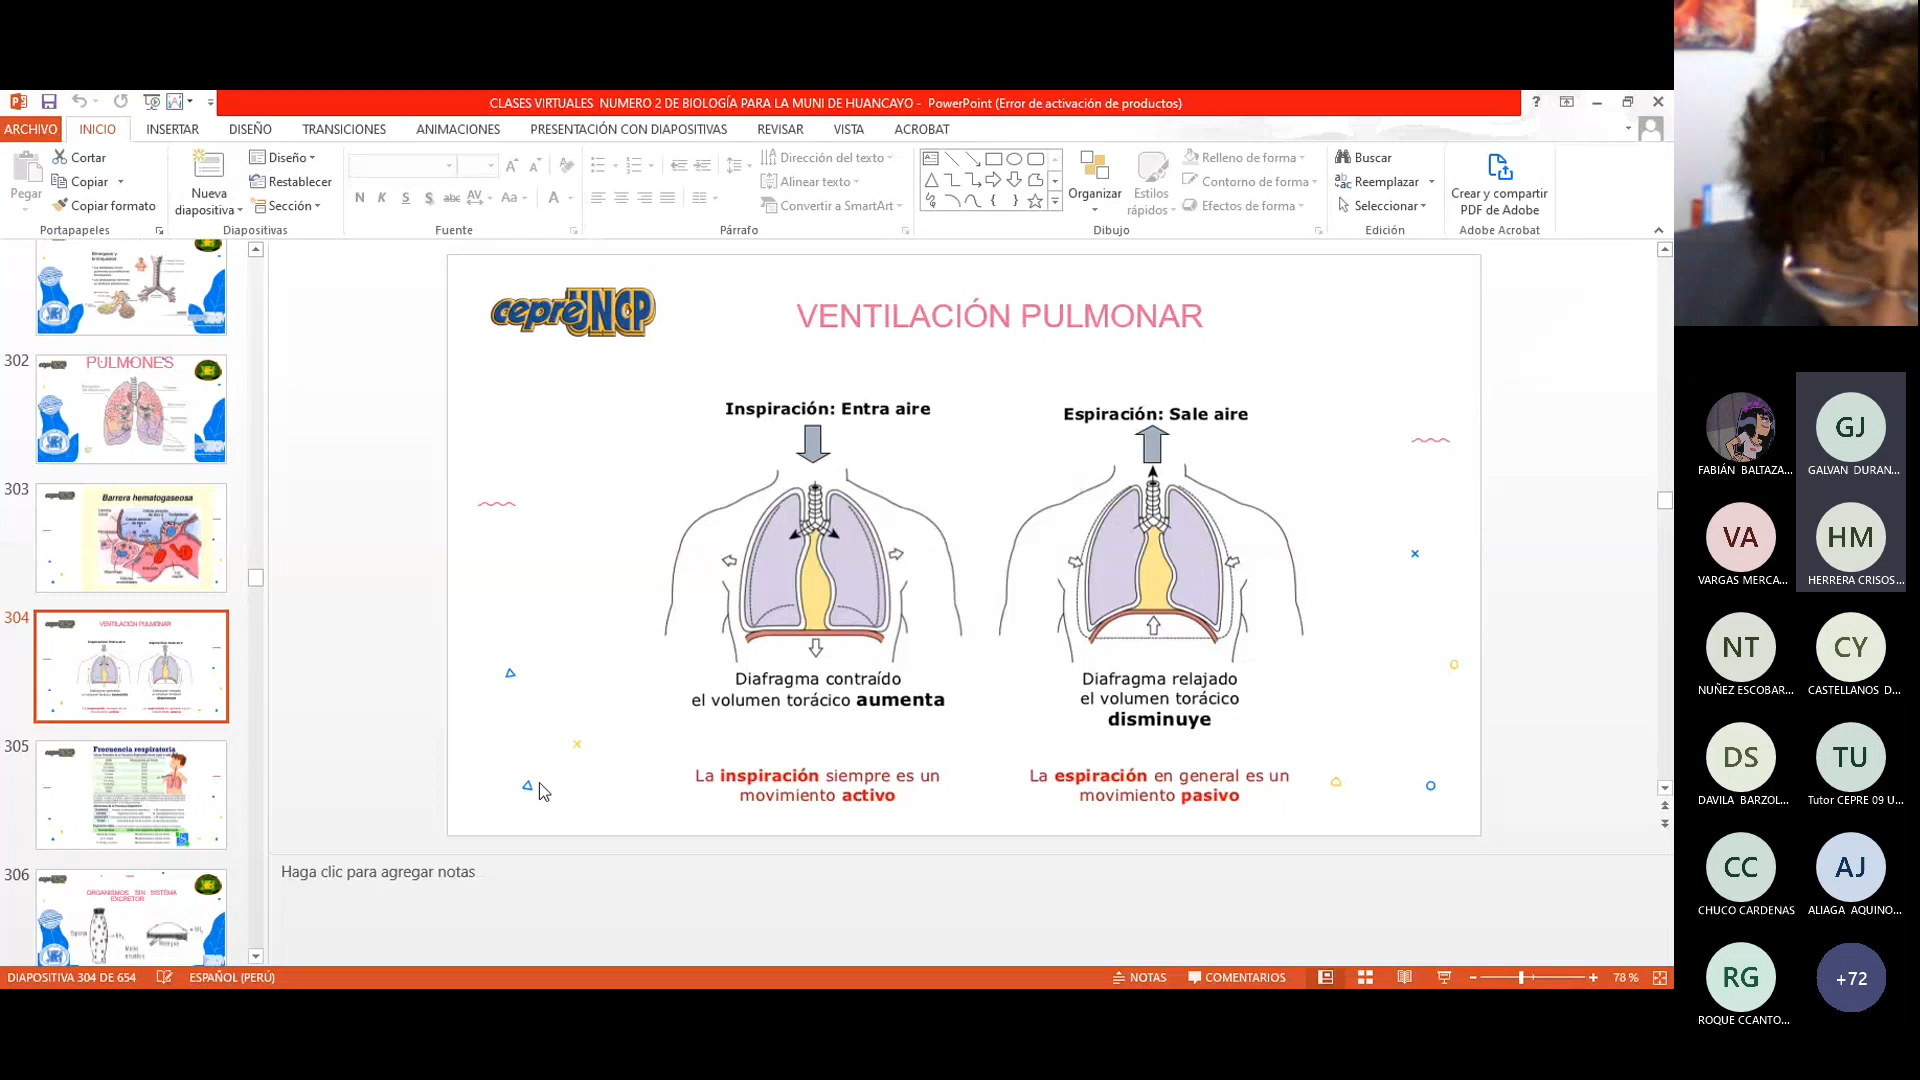 CLASES VIRTUALES NUMERO 2 DE BIOLOGÍA PARA LA MUNI DE HUANCAYO - PowerPoint (Error de activación de productos)
?
ARCHIVO INICIO INSERTAR DISEÑO TRANSICIONES ANIMACIONES PRESENTACIÓN CON DIAPOSITIVAS REVISAR VISTA ACROBAT
Pegar
Cortar
Copiar
Copiar formato
Portapapeles
Nueva
diapositiva
Diseño
Restablecer
Sección
Diapositivas
N K S S abc AV Aa A
Fuente
Dirección del texto
Alinear texto
Convertir a SmartArt
Párrafo
Organizar
Estilos
rápidos
Relleno de forma
Contorno de forma
Efectos de forma
Dibujo
Buscar
Reemplazar
Seleccionar
Edición
Crear y compartir
PDF de Adobe
Adobe Acrobat
302
PULMONES
303
Barrera hematogaseosa
304
VENTILACIÓN PULMONAR
305
Frecuencia respiratoria
306
ORGANISMOS SIN SISTEMA
EXCRETOR
cepreUNCP
VENTILACIÓN PULMONAR
Inspiración: Entra aire
Espiración: Sale aire
Diafragma contraído
el volumen torácico aumenta
Diafragma relajado
el volumen torácico
disminuye
La inspiración siempre es un
movimiento activo
La espiración en general es un
movimiento pasivo
Haga clic para agregar notas
DIAPOSITIVA 304 DE 654 ESPAÑOL (PERÚ) NOTAS COMENTARIOS 78 %
FABIÁN BALTAZA...
GJ
GALVAN DURAN...
VA
VARGAS MERCA...
HM
HERRERA CRISOS...
NT
NUÑEZ ESCOBAR...
CY
CASTELLANOS D...
DS
DAVILA BARZOL...
TU
Tutor CEPRE 09 U...
CC
CHUCO CARDENAS
AJ
ALIAGA AQUINO...
RG
ROQUE CCANTO...
+72